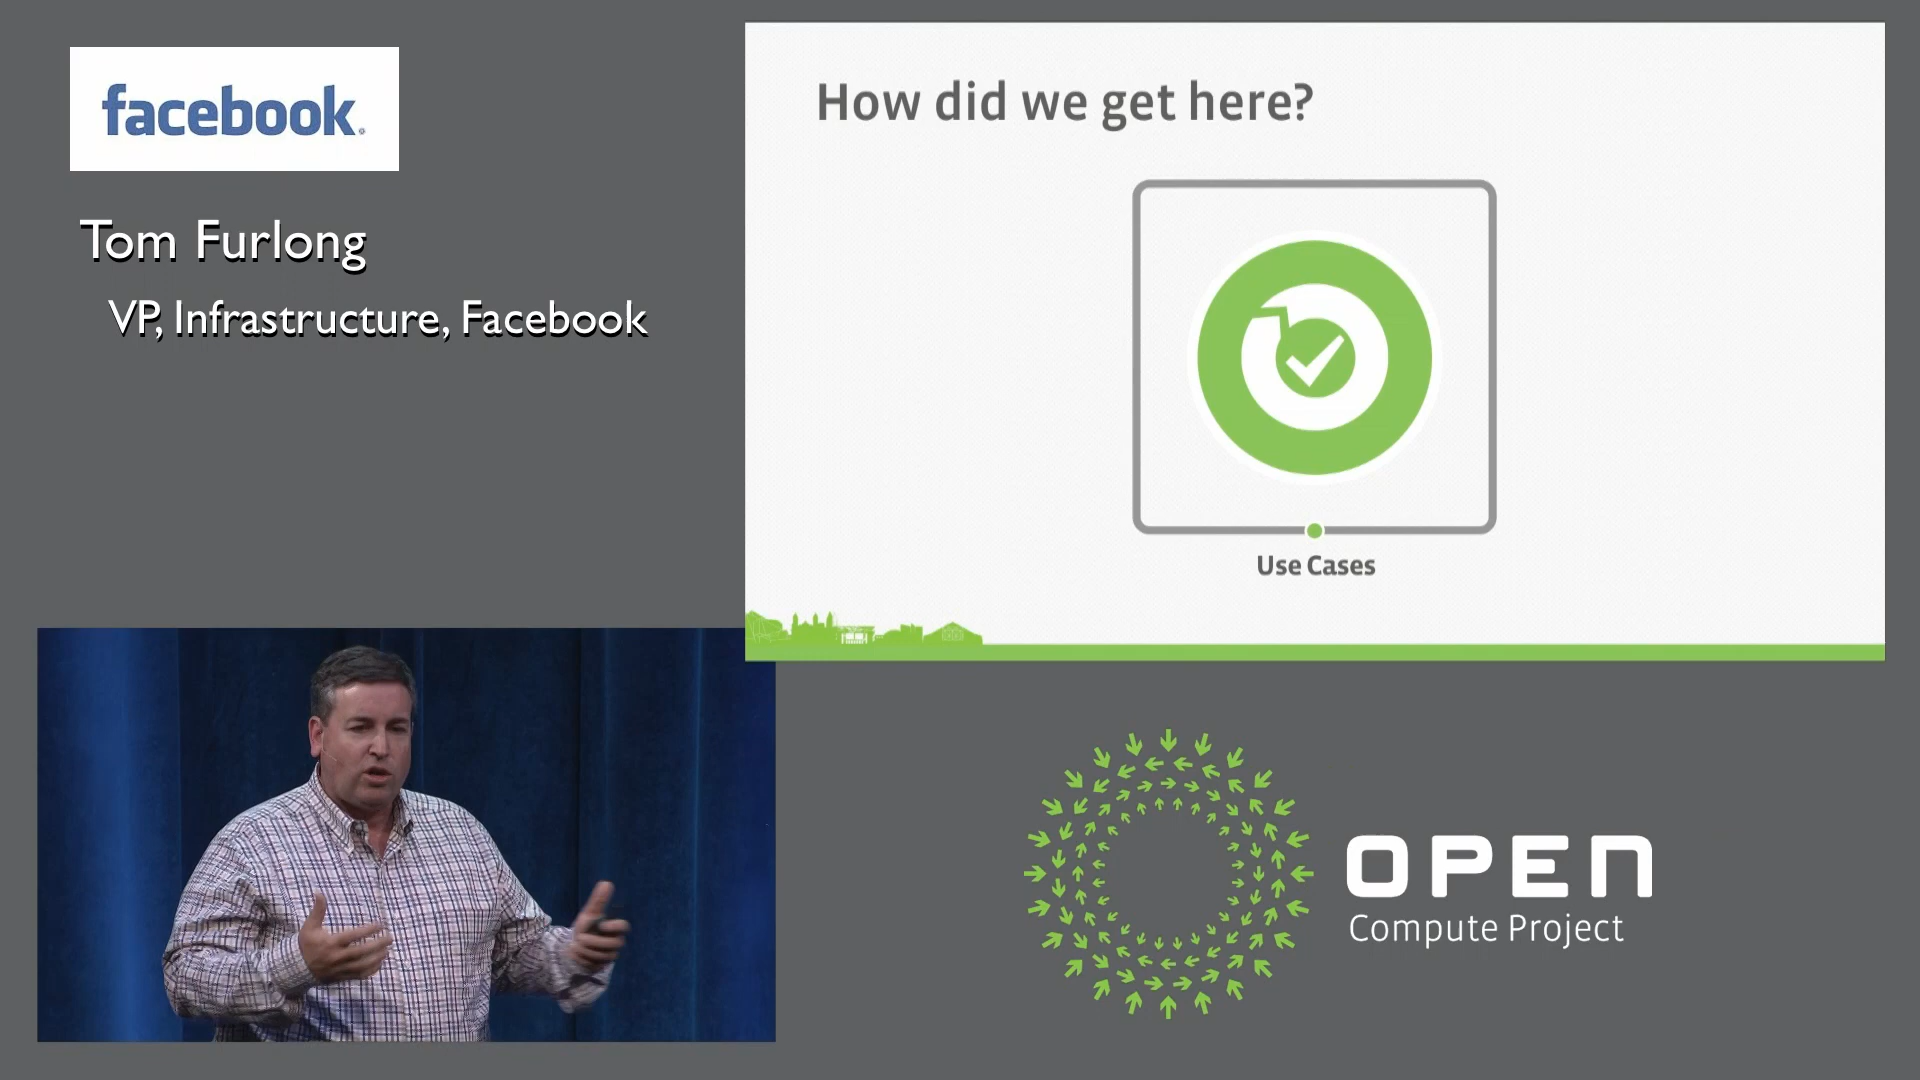 facebook.
Tom Furlong
VP, Infrastructure, Facebook
How did we get here?
Use Cases
OPEN
Compute Project